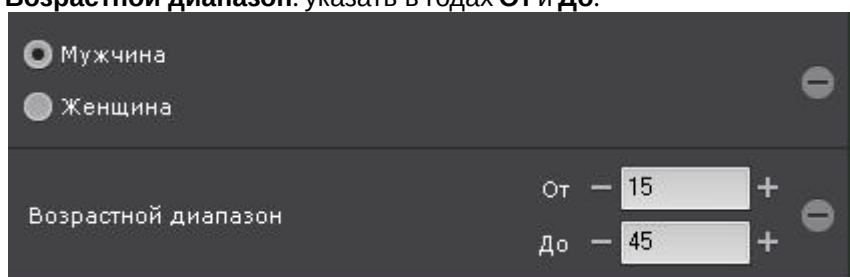 Возрастной диапазон: указать в годах От и До.
Мужчина
Женщина
От − 15 +
Возрастной диапазон
До − 45 +